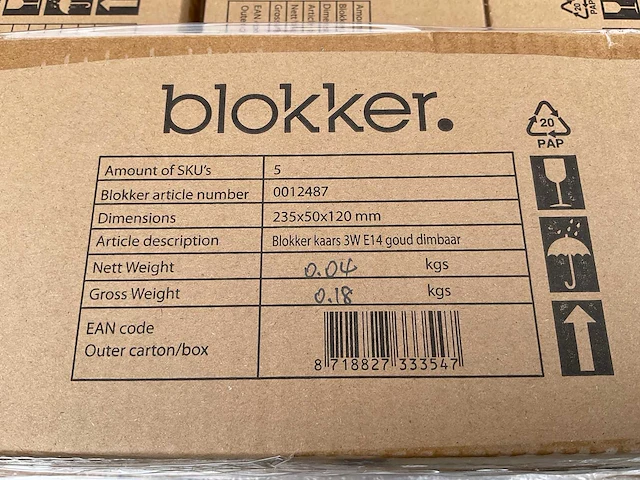 blokker.
Amount of SKU's 5
Blokker article number 0012487
Dimensions 235x50x120 mm
Article description Blokker kaars 3W E14 goud dimbaar
Nett Weight 0.04 kgs
Gross Weight 0.18 kgs
EAN code
Outer carton/box
8 718827 333547
20
PAP